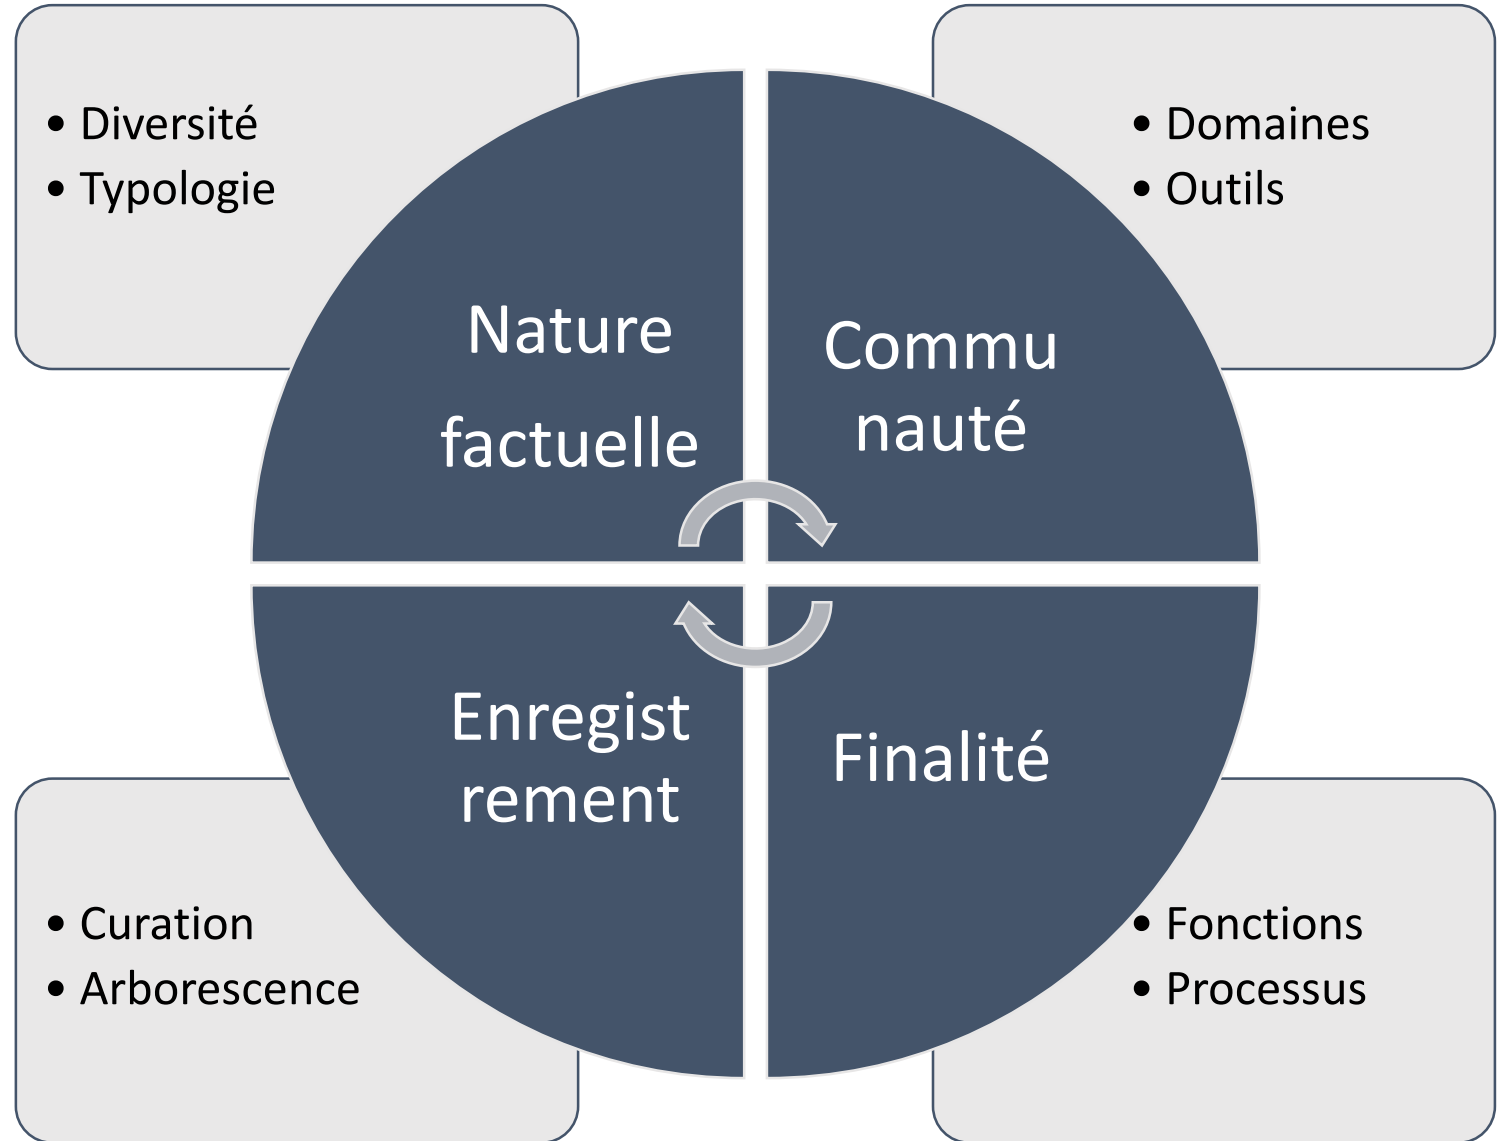 • Diversité
• Typologie
• Domaines
• Outils
Nature
factuelle
Commu
nauté
Enregist
rement
Finalité
• Curation
• Arborescence
• Fonctions
• Processus